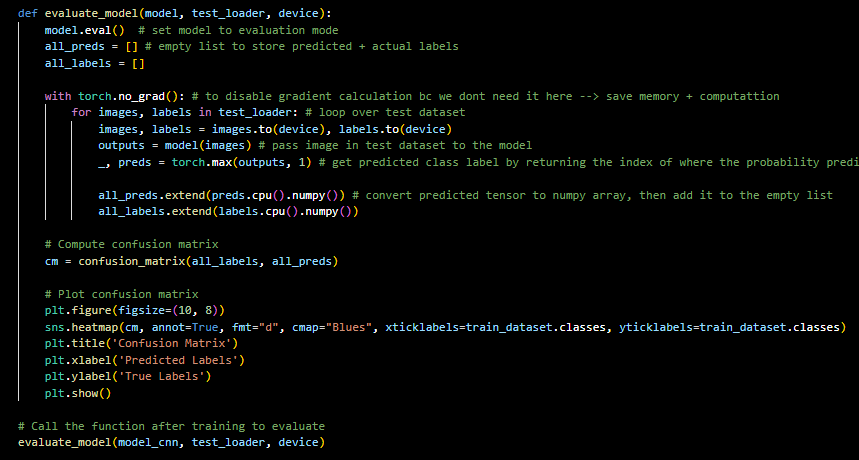 def evaluate_model(model, test_loader, device):
    model.eval()  # set model to evaluation mode
    all_preds = [] # empty list to store predicted + actual labels
    all_labels = []

    with torch.no_grad(): # to disable gradient calculation bc we dont need it here --> save memory + computattion
        for images, labels in test_loader: # loop over test dataset
            images, labels = images.to(device), labels.to(device)
            outputs = model(images) # pass image in test dataset to the model
            _, preds = torch.max(outputs, 1) # get predicted class label by returning the index of where the probability predi

            all_preds.extend(preds.cpu().numpy()) # convert predicted tensor to numpy array, then add it to the empty list
            all_labels.extend(labels.cpu().numpy())

    # Compute confusion matrix
    cm = confusion_matrix(all_labels, all_preds)

    # Plot confusion matrix
    plt.figure(figsize=(10, 8))
    sns.heatmap(cm, annot=True, fmt="d", cmap="Blues", xticklabels=train_dataset.classes, yticklabels=train_dataset.classes)
    plt.title('Confusion Matrix')
    plt.xlabel('Predicted Labels')
    plt.ylabel('True Labels')
    plt.show()

# Call the function after training to evaluate
evaluate_model(model_cnn, test_loader, device)